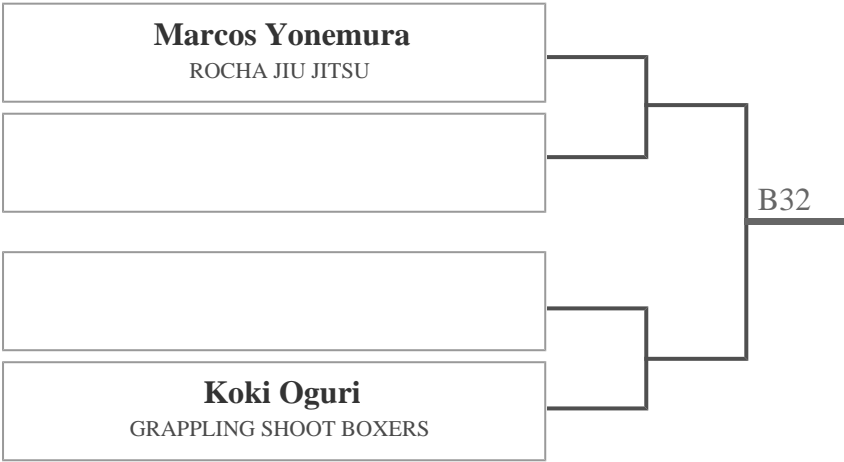 Marcos Yonemura
ROCHA JIU JITSU
B32
Koki Oguri
GRAPPLING SHOOT BOXERS